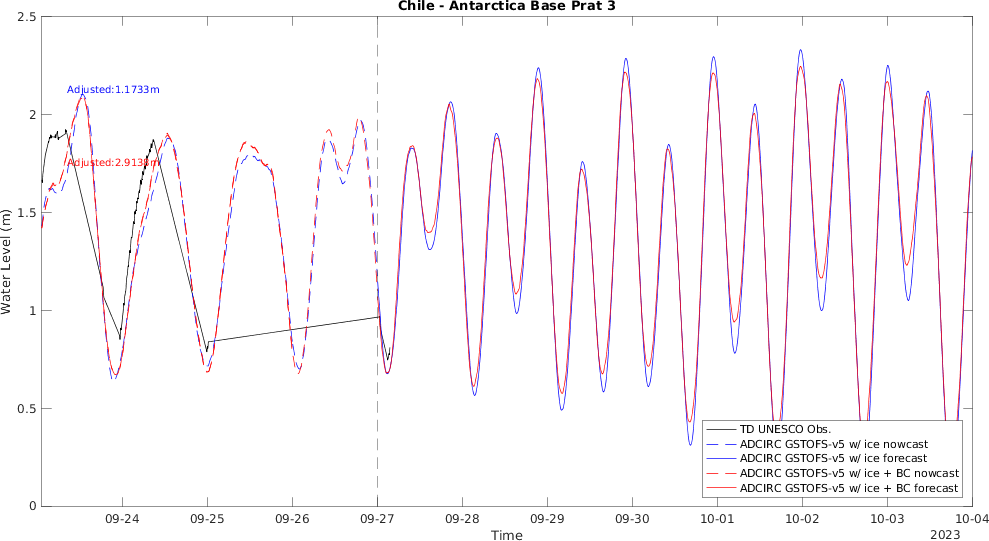 Chile - Antarctica Base Prat 3
2.5
2
1.5
1
0.5
0
Water Level (m)
Adjusted:1.1733m
Adjusted:2.9138m
TD UNESCO Obs.
ADCIRC GSTOFS-v5 w/ ice nowcast
ADCIRC GSTOFS-v5 w/ ice forecast
ADCIRC GSTOFS-v5 w/ ice + BC nowcast
ADCIRC GSTOFS-v5 w/ ice + BC forecast
09-24 09-25 09-26 09-27 09-28 09-29 09-30 10-01 10-02 10-03 10-04
Time
2023